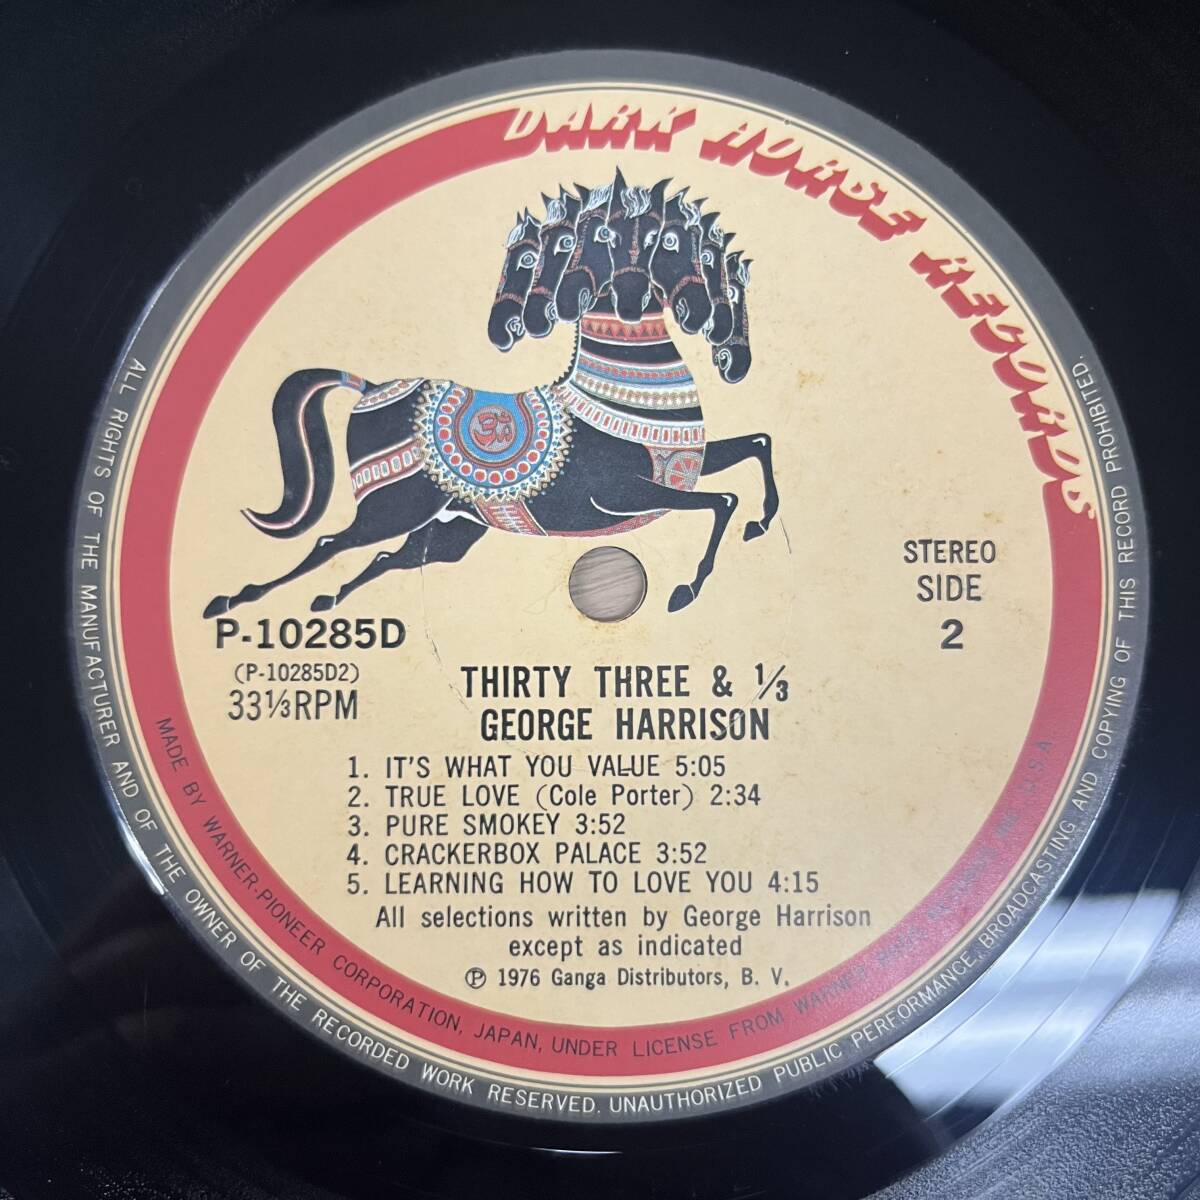 DARK HORSE RECORDS
ॐ
P-10285D
(P-10285D2)
33⅓RPM
STEREO
SIDE
2
THIRTY THREE & 1/3
GEORGE HARRISON
1. IT'S WHAT YOU VALUE 5:05
2. TRUE LOVE (Cole Porter) 2:34
3. PURE SMOKEY 3:52
4. CRACKERBOX PALACE 3:52
5. LEARNING HOW TO LOVE YOU 4:15
All selections written by George Harrison
except as indicated
Ⓟ 1976 Ganga Distributors, B. V.
MADE BY WARNER-PIONEER CORPORATION, JAPAN, UNDER LICENSE FROM WARNER BROS. RECORDS INC. U.S.A
ALL RIGHTS OF THE MANUFACTURER AND OF THE OWNER OF THE RECORDED WORK RESERVED. UNAUTHORIZED PUBLIC PERFORMANCE, BROADCASTING AND COPYING OF THIS RECORD PROHIBITED.